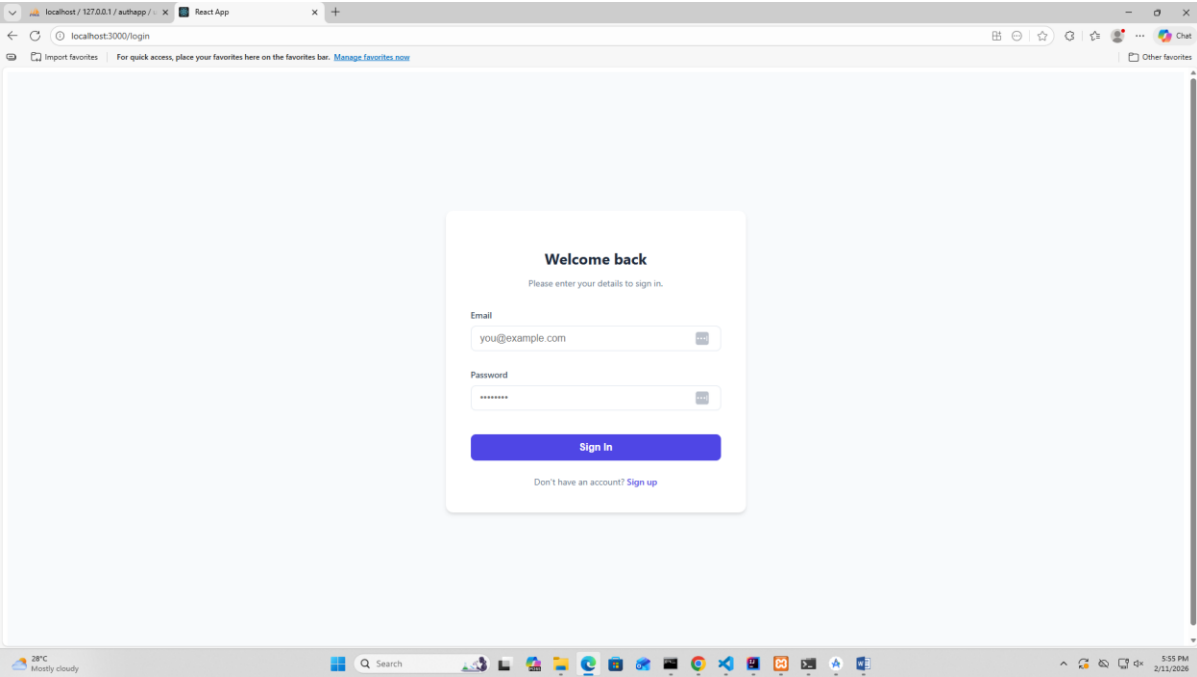 localhost / 127.0.0.1 / authapp /
React App
localhost:3000/login
Chat
Import favorites
For quick access, place your favorites here on the favorites bar. Manage favorites now
Other favorites
Welcome back
Please enter your details to sign in.
Email
you@example.com
Password
••••••••
Sign In
Don't have an account? Sign up
28°C
Mostly cloudy
Search
5:55 PM
2/11/2026